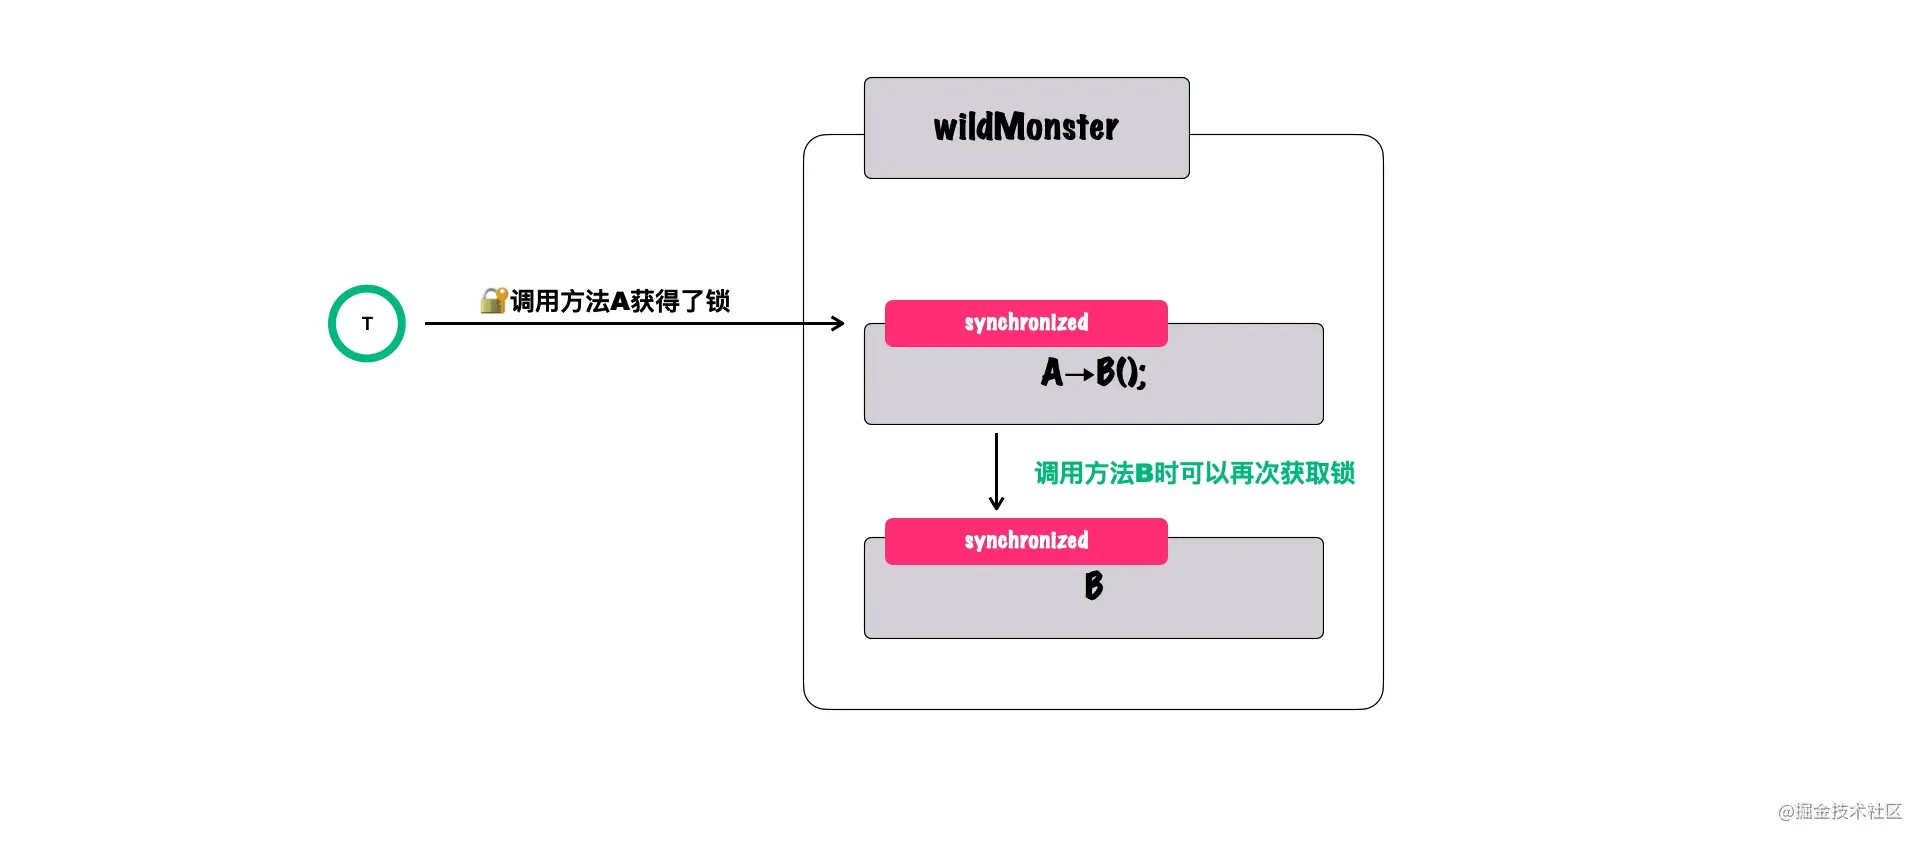 wildMonster
T
🔐调用方法A获得了锁
synchronized
A→B();
调用方法B时可以再次获取锁
synchronized
B
@掘金技术社区